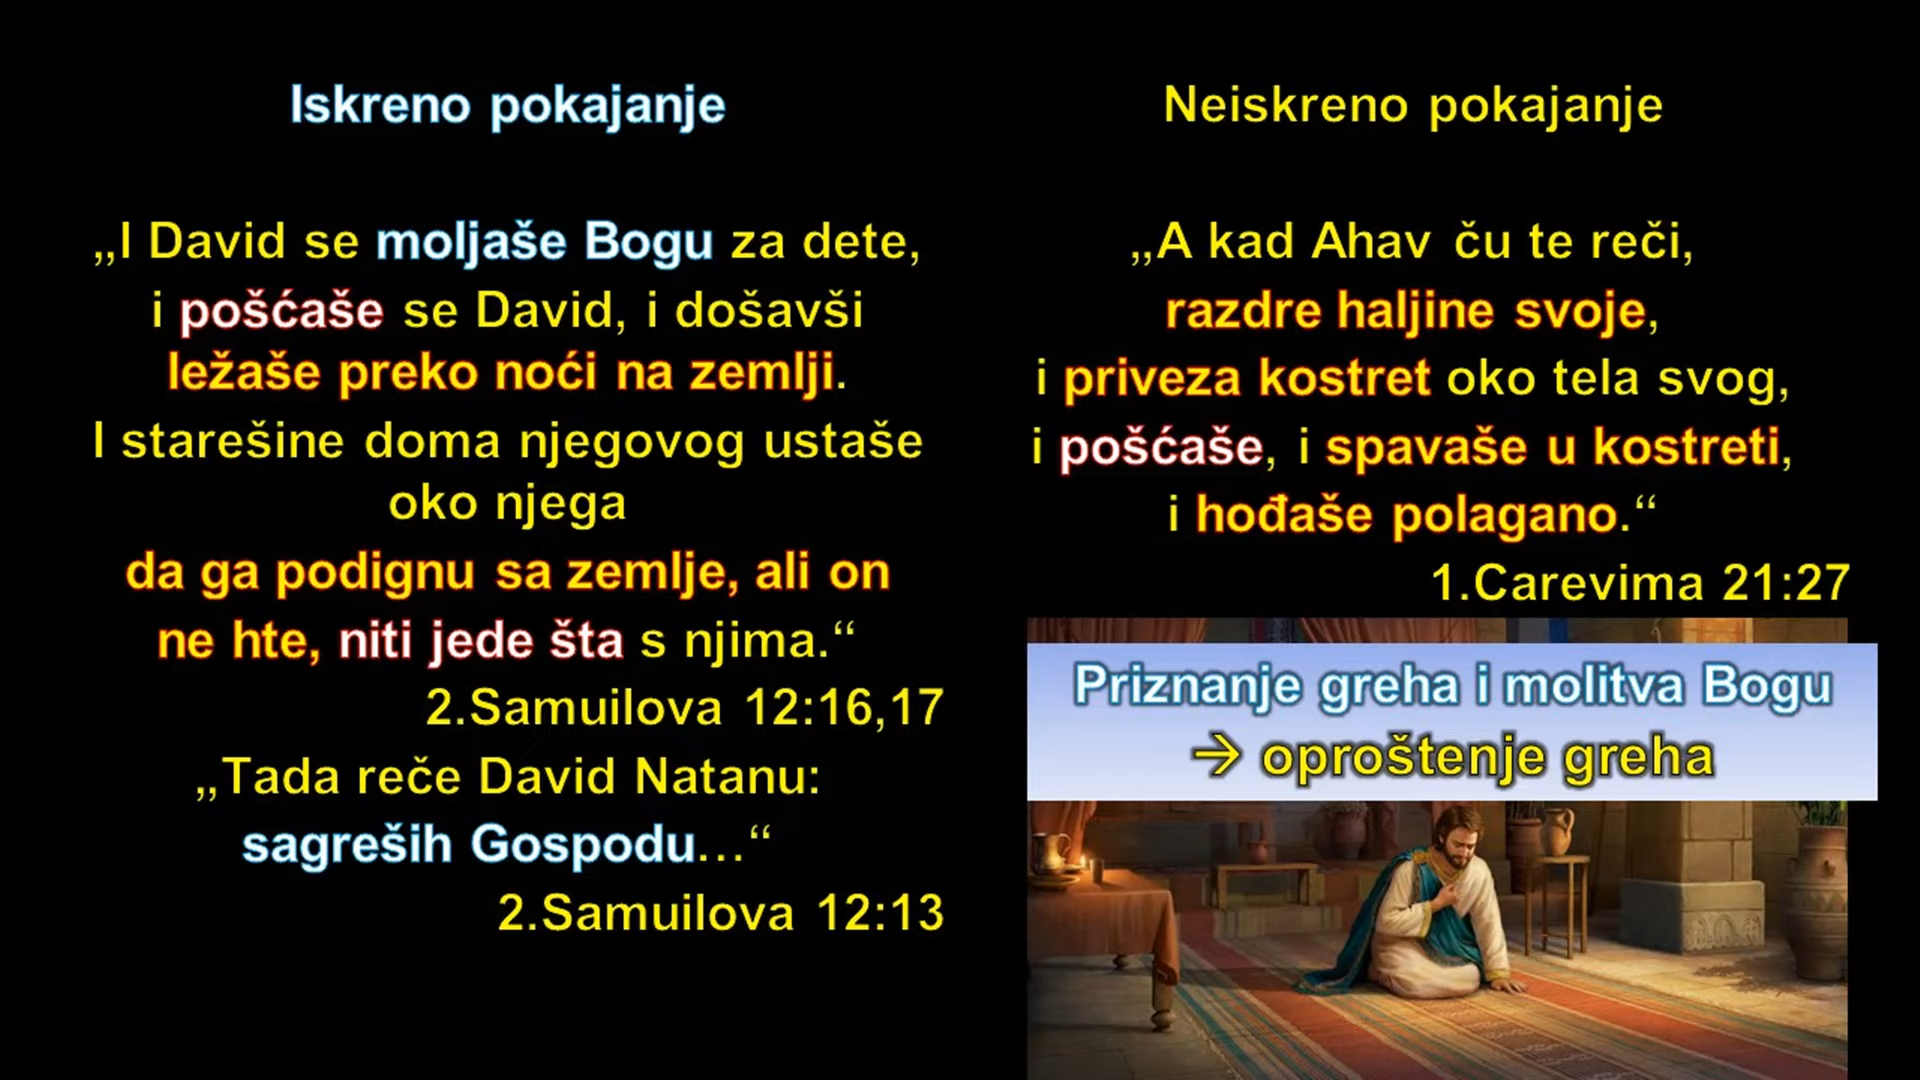 Iskreno pokajanje
„I David se moljaše Bogu za dete,
i pošćaše se David, i došavši
ležaše preko noći na zemlji.
I starešine doma njegovog ustaše
oko njega
da ga podignu sa zemlje, ali on
ne hte, niti jede šta s njima.“
2.Samuilova 12:16,17
„Tada reče David Natanu:
sagreših Gospodu…“
2.Samuilova 12:13
Neiskreno pokajanje
„A kad Ahav ču te reči,
razdre haljine svoje,
i priveza kostret oko tela svog,
i pošćaše, i spavaše u kostreti,
i hođaše polagano.“
1.Carevima 21:27
Priznanje greha i molitva Bogu
→ oproštenje greha